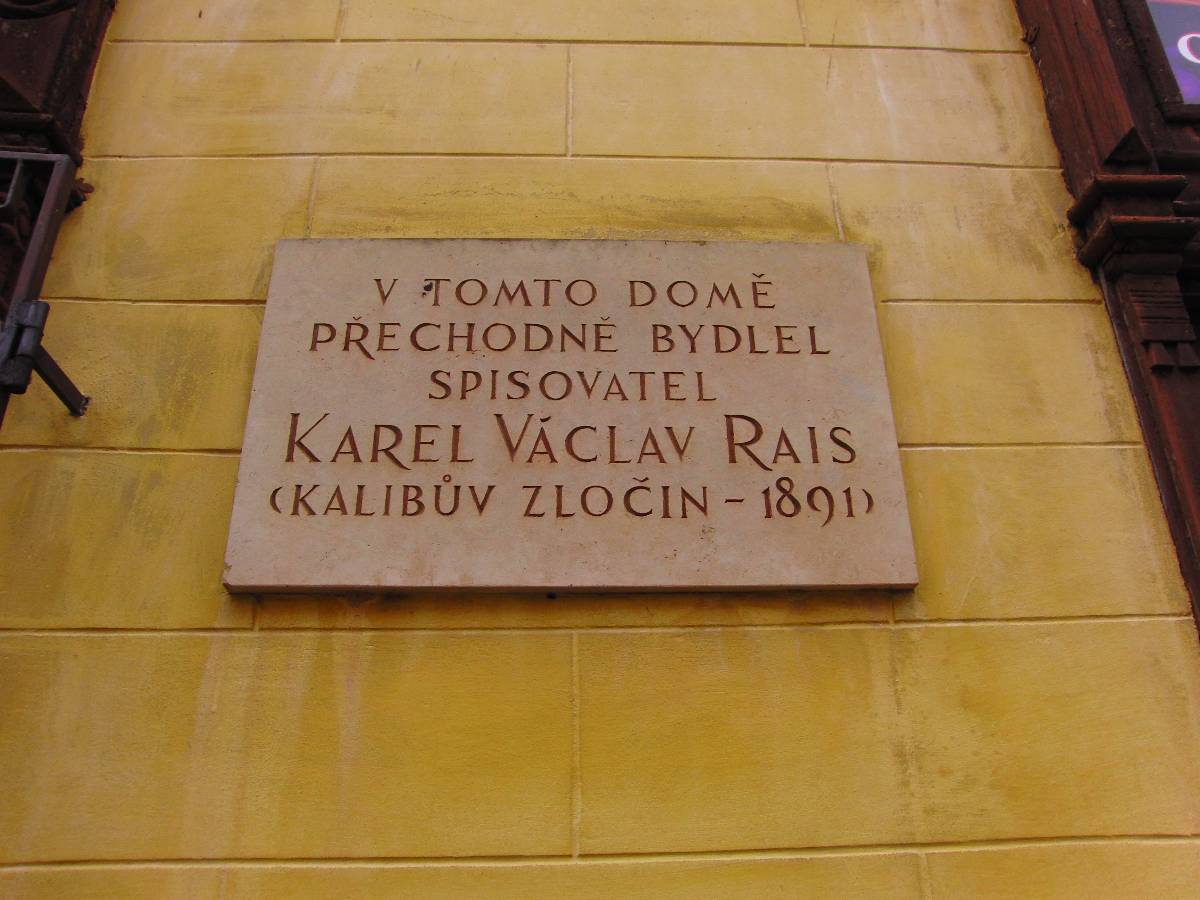 V TOMTO DOMĚ
PŘECHODNĚ BYDLEL
SPISOVATEL
KAREL VÁCLAV RAIS
(KALIBŮV ZLOČIN - 1891)